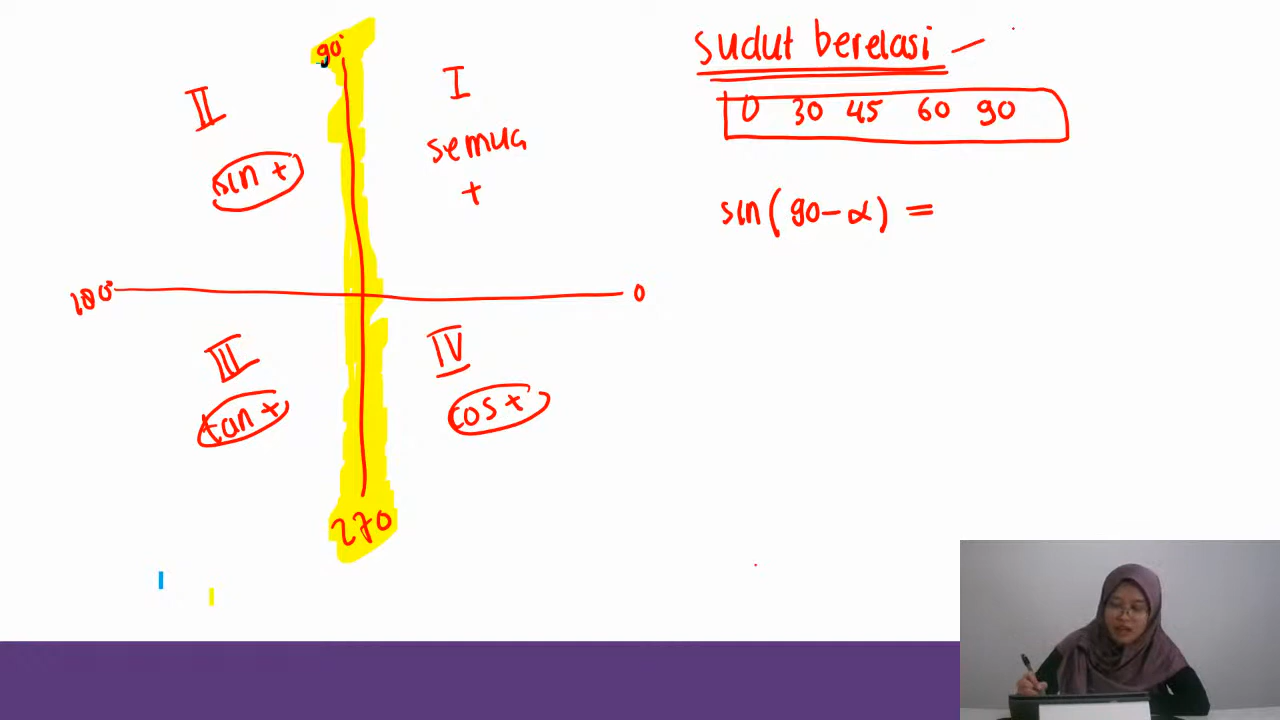 90°
II
I
sin +
semua
+
180°
0
III
IV
tan +
cos +
270
sudut berelasi –
0 30 45 60 90
sin(90-α) =